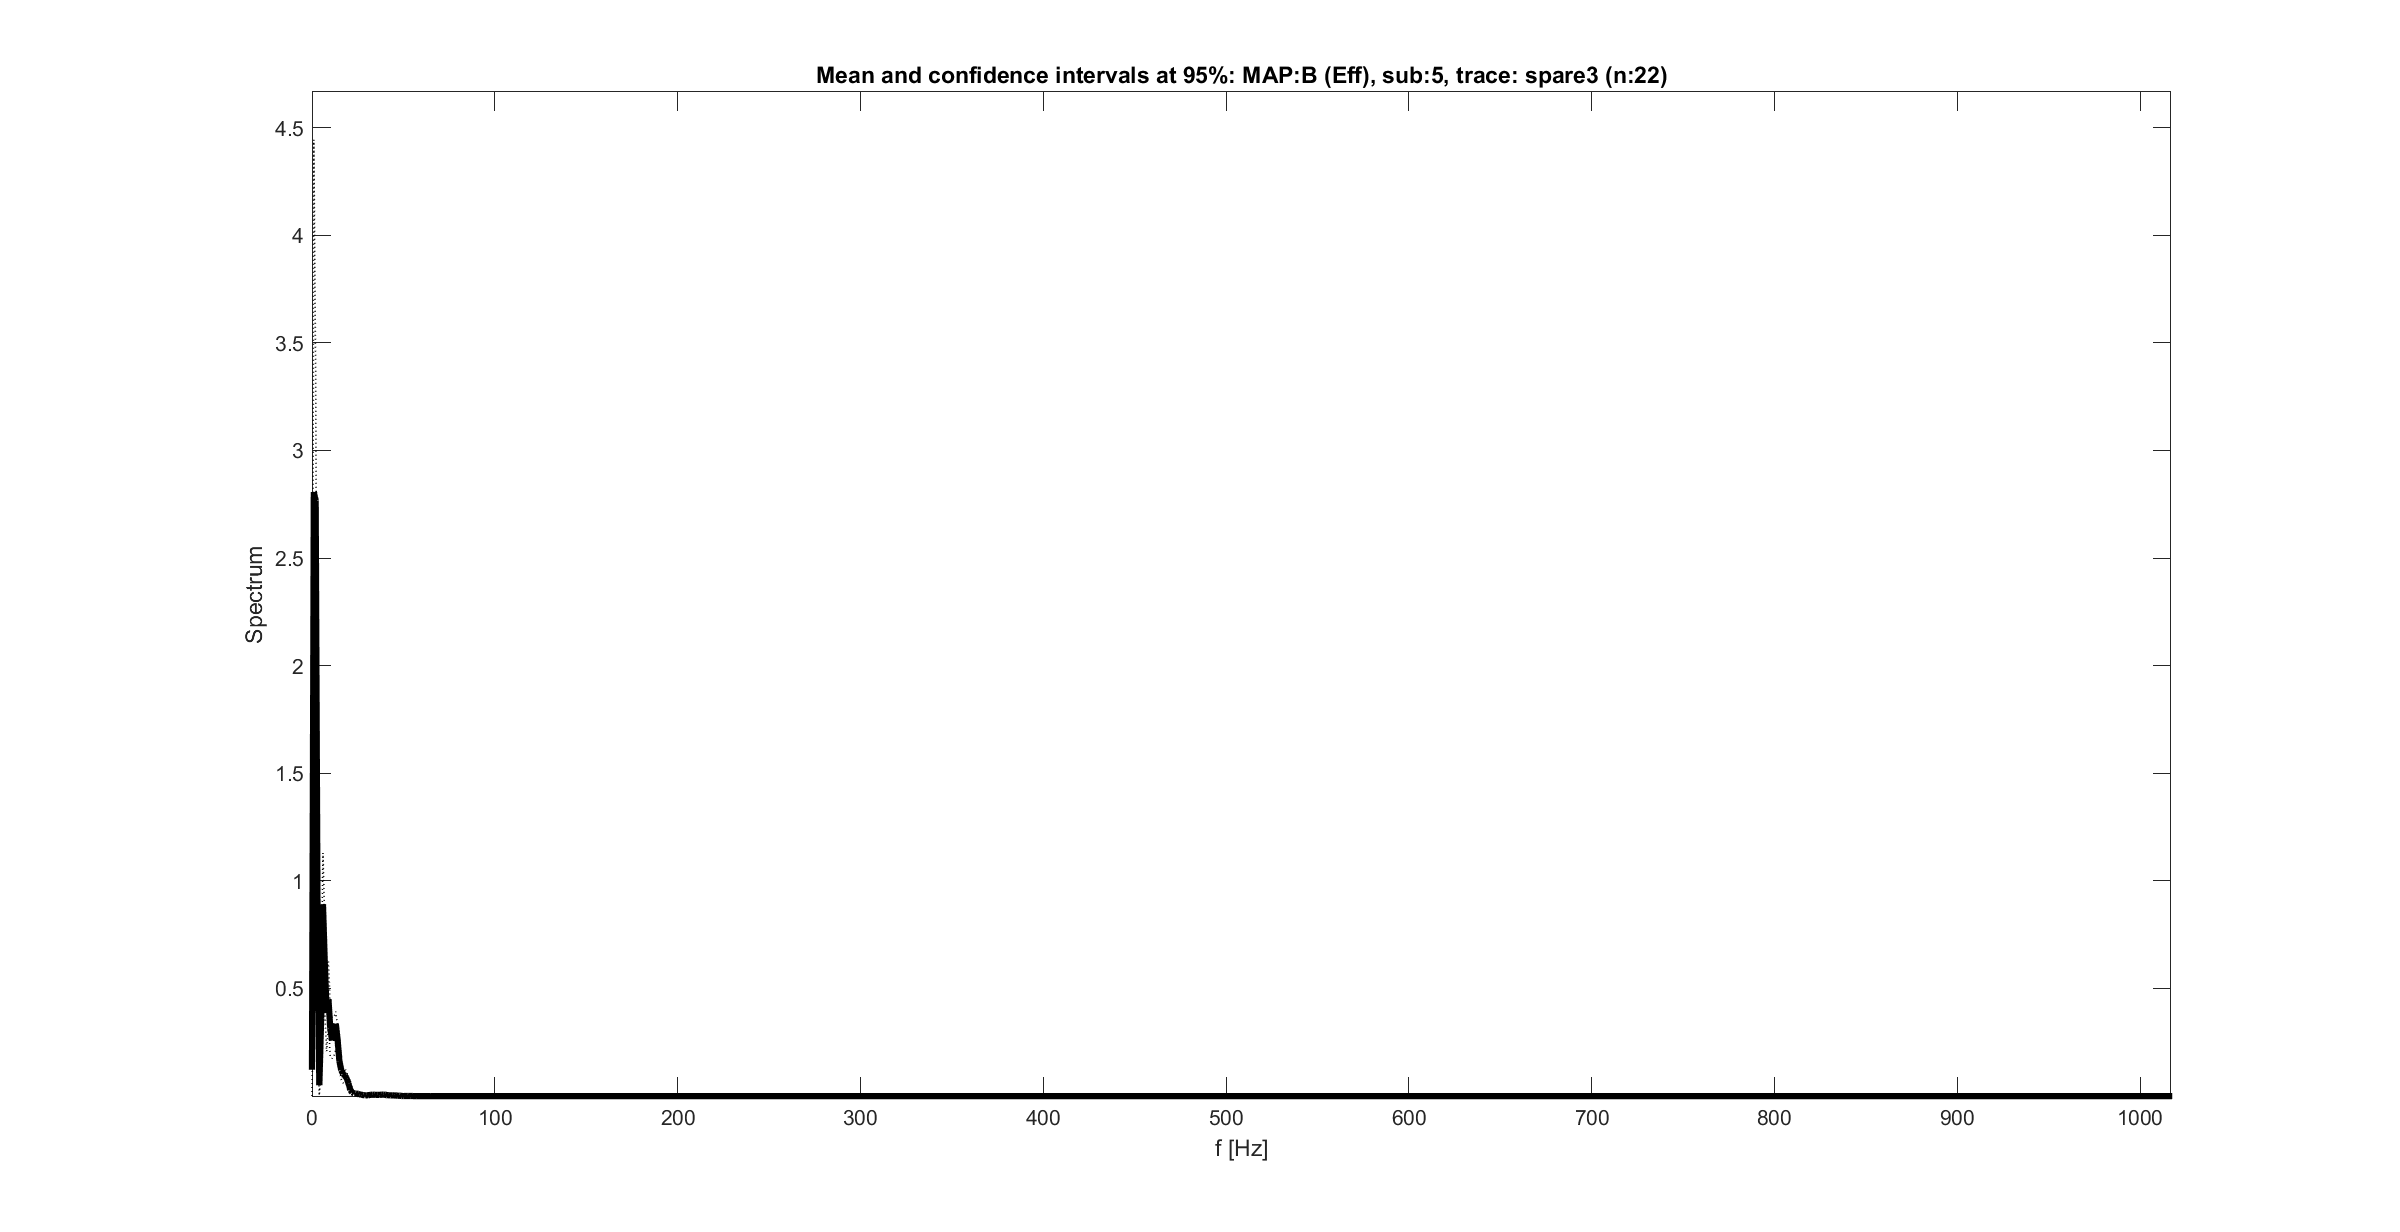 Mean and confidence intervals at 95%: MAP:B (Eff), sub:5, trace: spare3 (n:22)
4.5
4
3.5
3
2.5
2
1.5
1
0.5
Spectrum
0 100 200 300 400 500 600 700 800 900 1000
f [Hz]